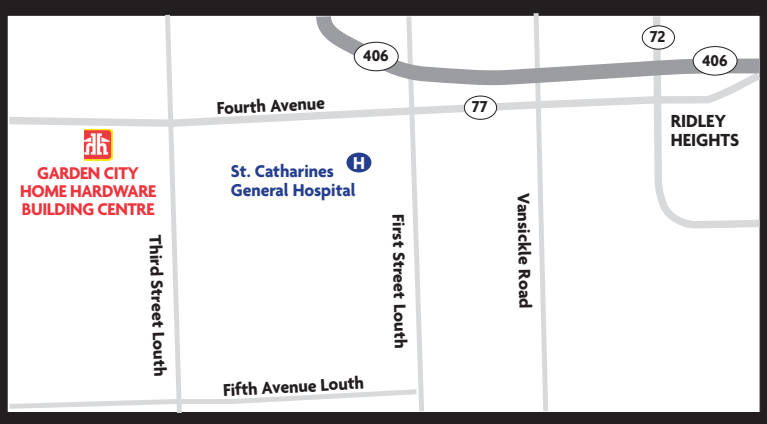 72
406
406
Fourth Avenue
77
RIDLEY
HEIGHTS
H
St. Catharines
General Hospital
GARDEN CITY
HOME HARDWARE
BUILDING CENTRE
Third Street Louth
First Street Louth
Vansickle Road
Fifth Avenue Louth